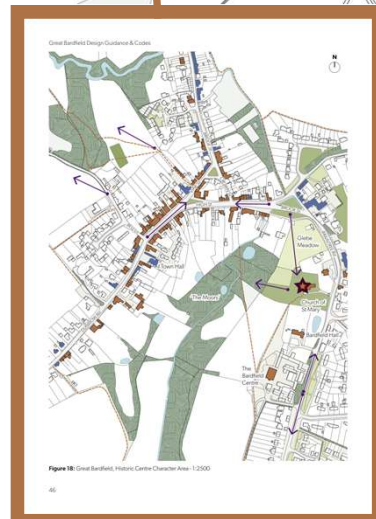 Great Bardfield Design Guidance & Codes
N
Town Hall
'The Moors'
Glebe
Meadow
Church of
St Mary
Bardfield Hall
The
Bardfield
Centre
Figure 18: Great Bardfield, Historic Centre Character Area - 1:2500
46